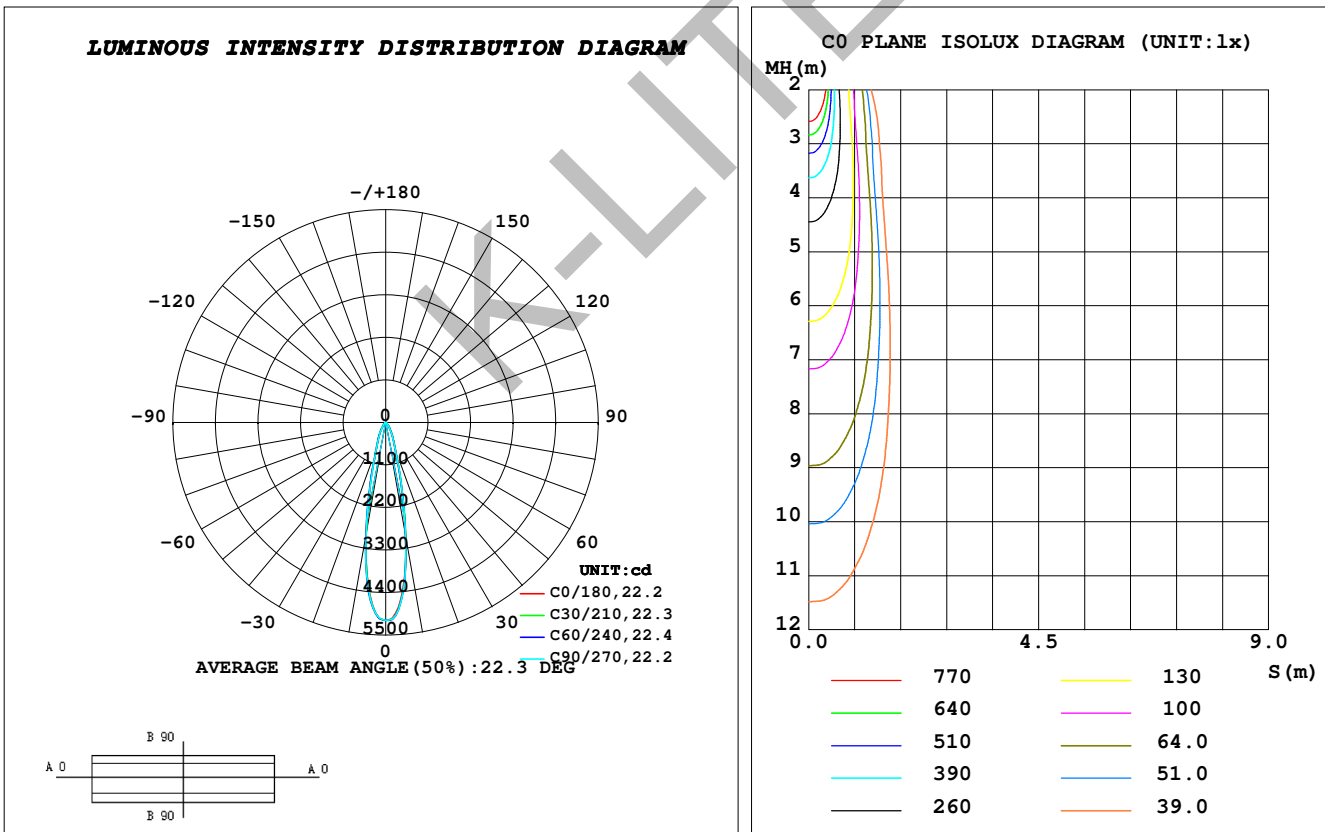 LUMINOUS INTENSITY DISTRIBUTION DIAGRAM
-/+180
-150
150
-120
120
-90
90
-60
60
-30
30
0
0
1100
2200
3300
4400
5500
UNIT:cd
C0/180,22.2
C30/210,22.3
C60/240,22.4
C90/270,22.2
AVERAGE BEAM ANGLE(50%):22.3 DEG
B 90
A 0
A 0
B 90
C0 PLANE ISOLUX DIAGRAM (UNIT:lx)
MH(m)
2
3
4
5
6
7
8
9
10
11
12
0.0
4.5
9.0
S(m)
770
130
640
100
510
64.0
390
51.0
260
39.0
K-LITE